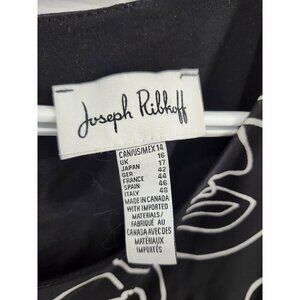 Joseph Ribkoff
CAN/US/MEX 14
UK 16
JAPAN 17
GER 42
FRANCE 44
SPAIN 46
ITALY 48
MADE IN CANADA
WITH IMPORTED
MATERIALS/
FABRIQUÉ AU
CANADA AVEC DES
MATÉRIAUX
IMPORTÉS